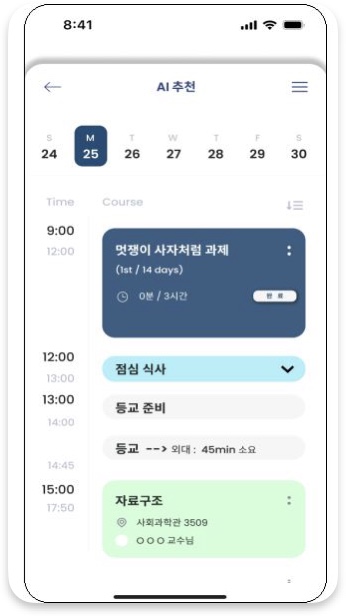 8:41
AI 추천
S M T W T F S
24 25 26 27 28 29 30
Time Course
9:00
12:00
멋쟁이 사자처럼 과제
(1st / 14 days)
0분 / 3시간
완료
12:00
13:00
점심 식사
13:00
14:00
등교 준비
등교 --> 외대 : 45min 소요
14:45
15:00
17:50
자료구조
사회과학관 3509
O O O 교수님